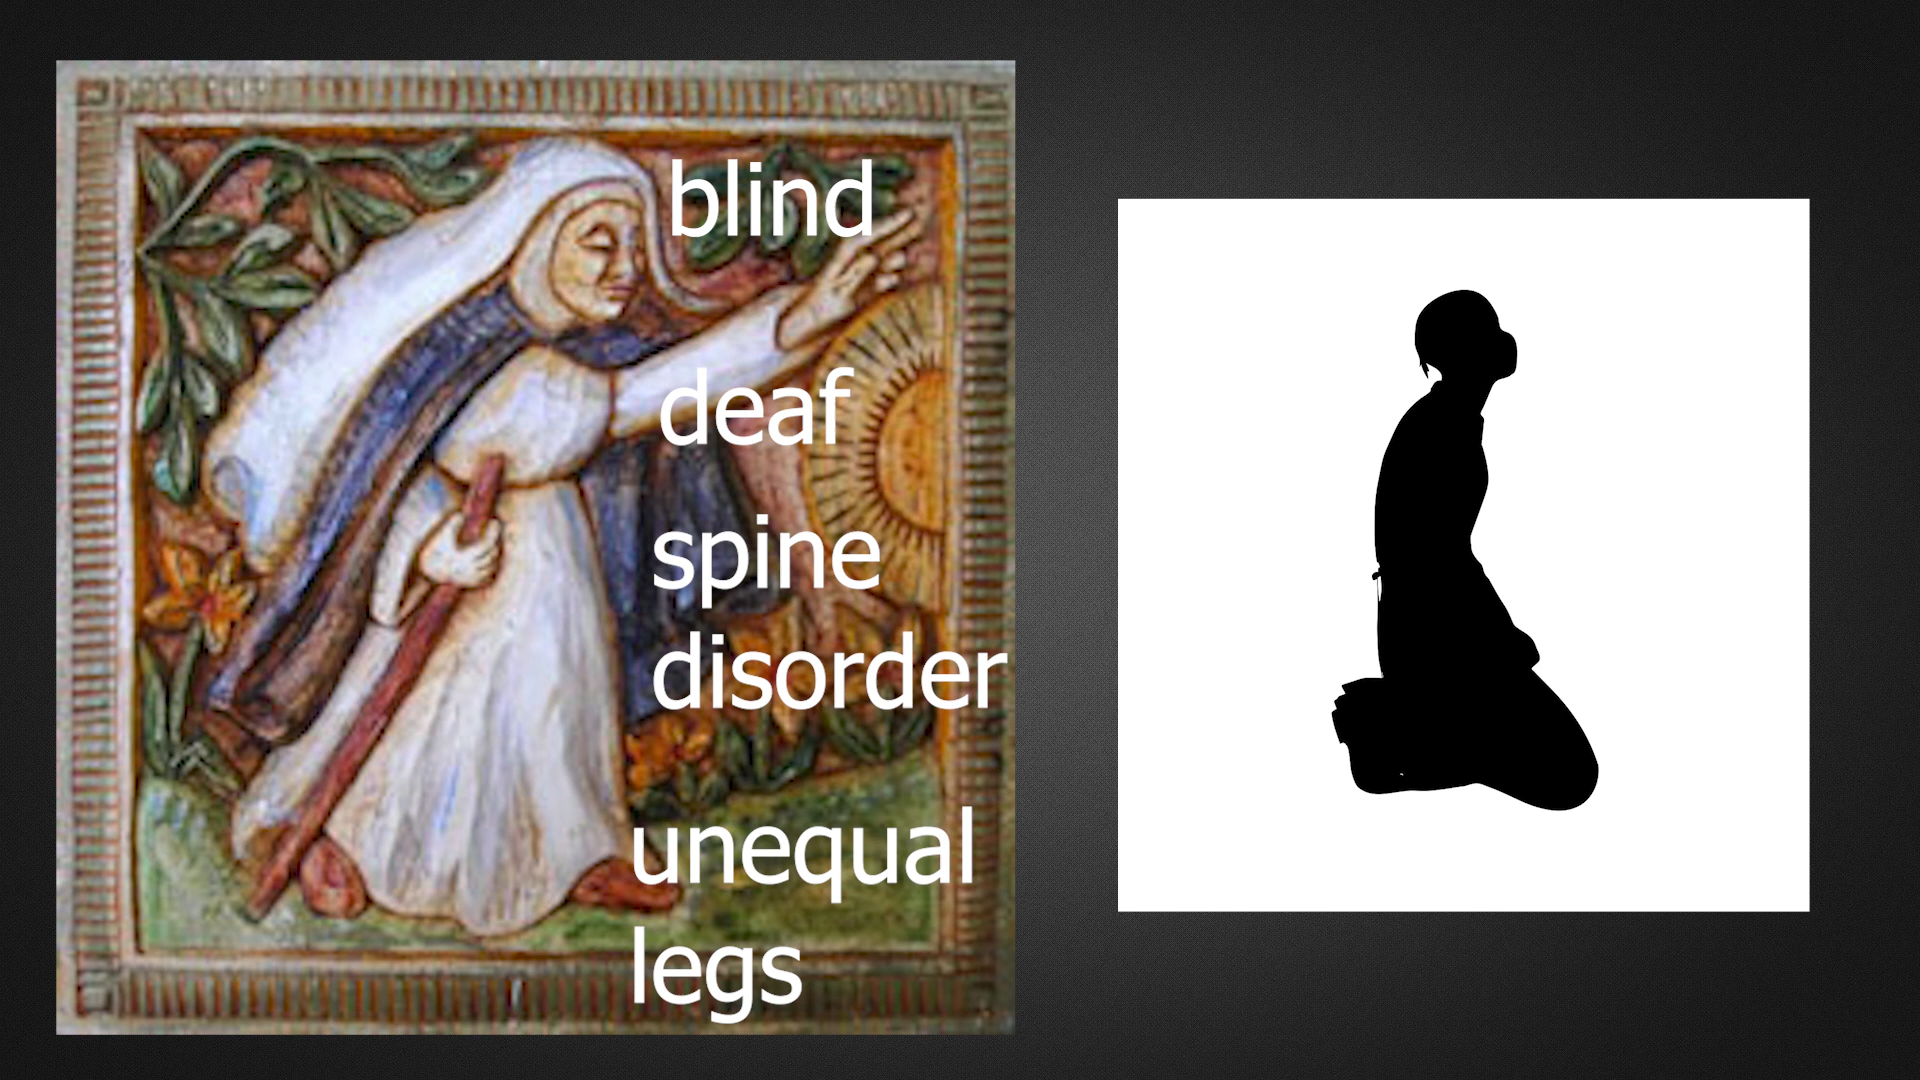 blind
deaf
spine
disorder
unequal
legs